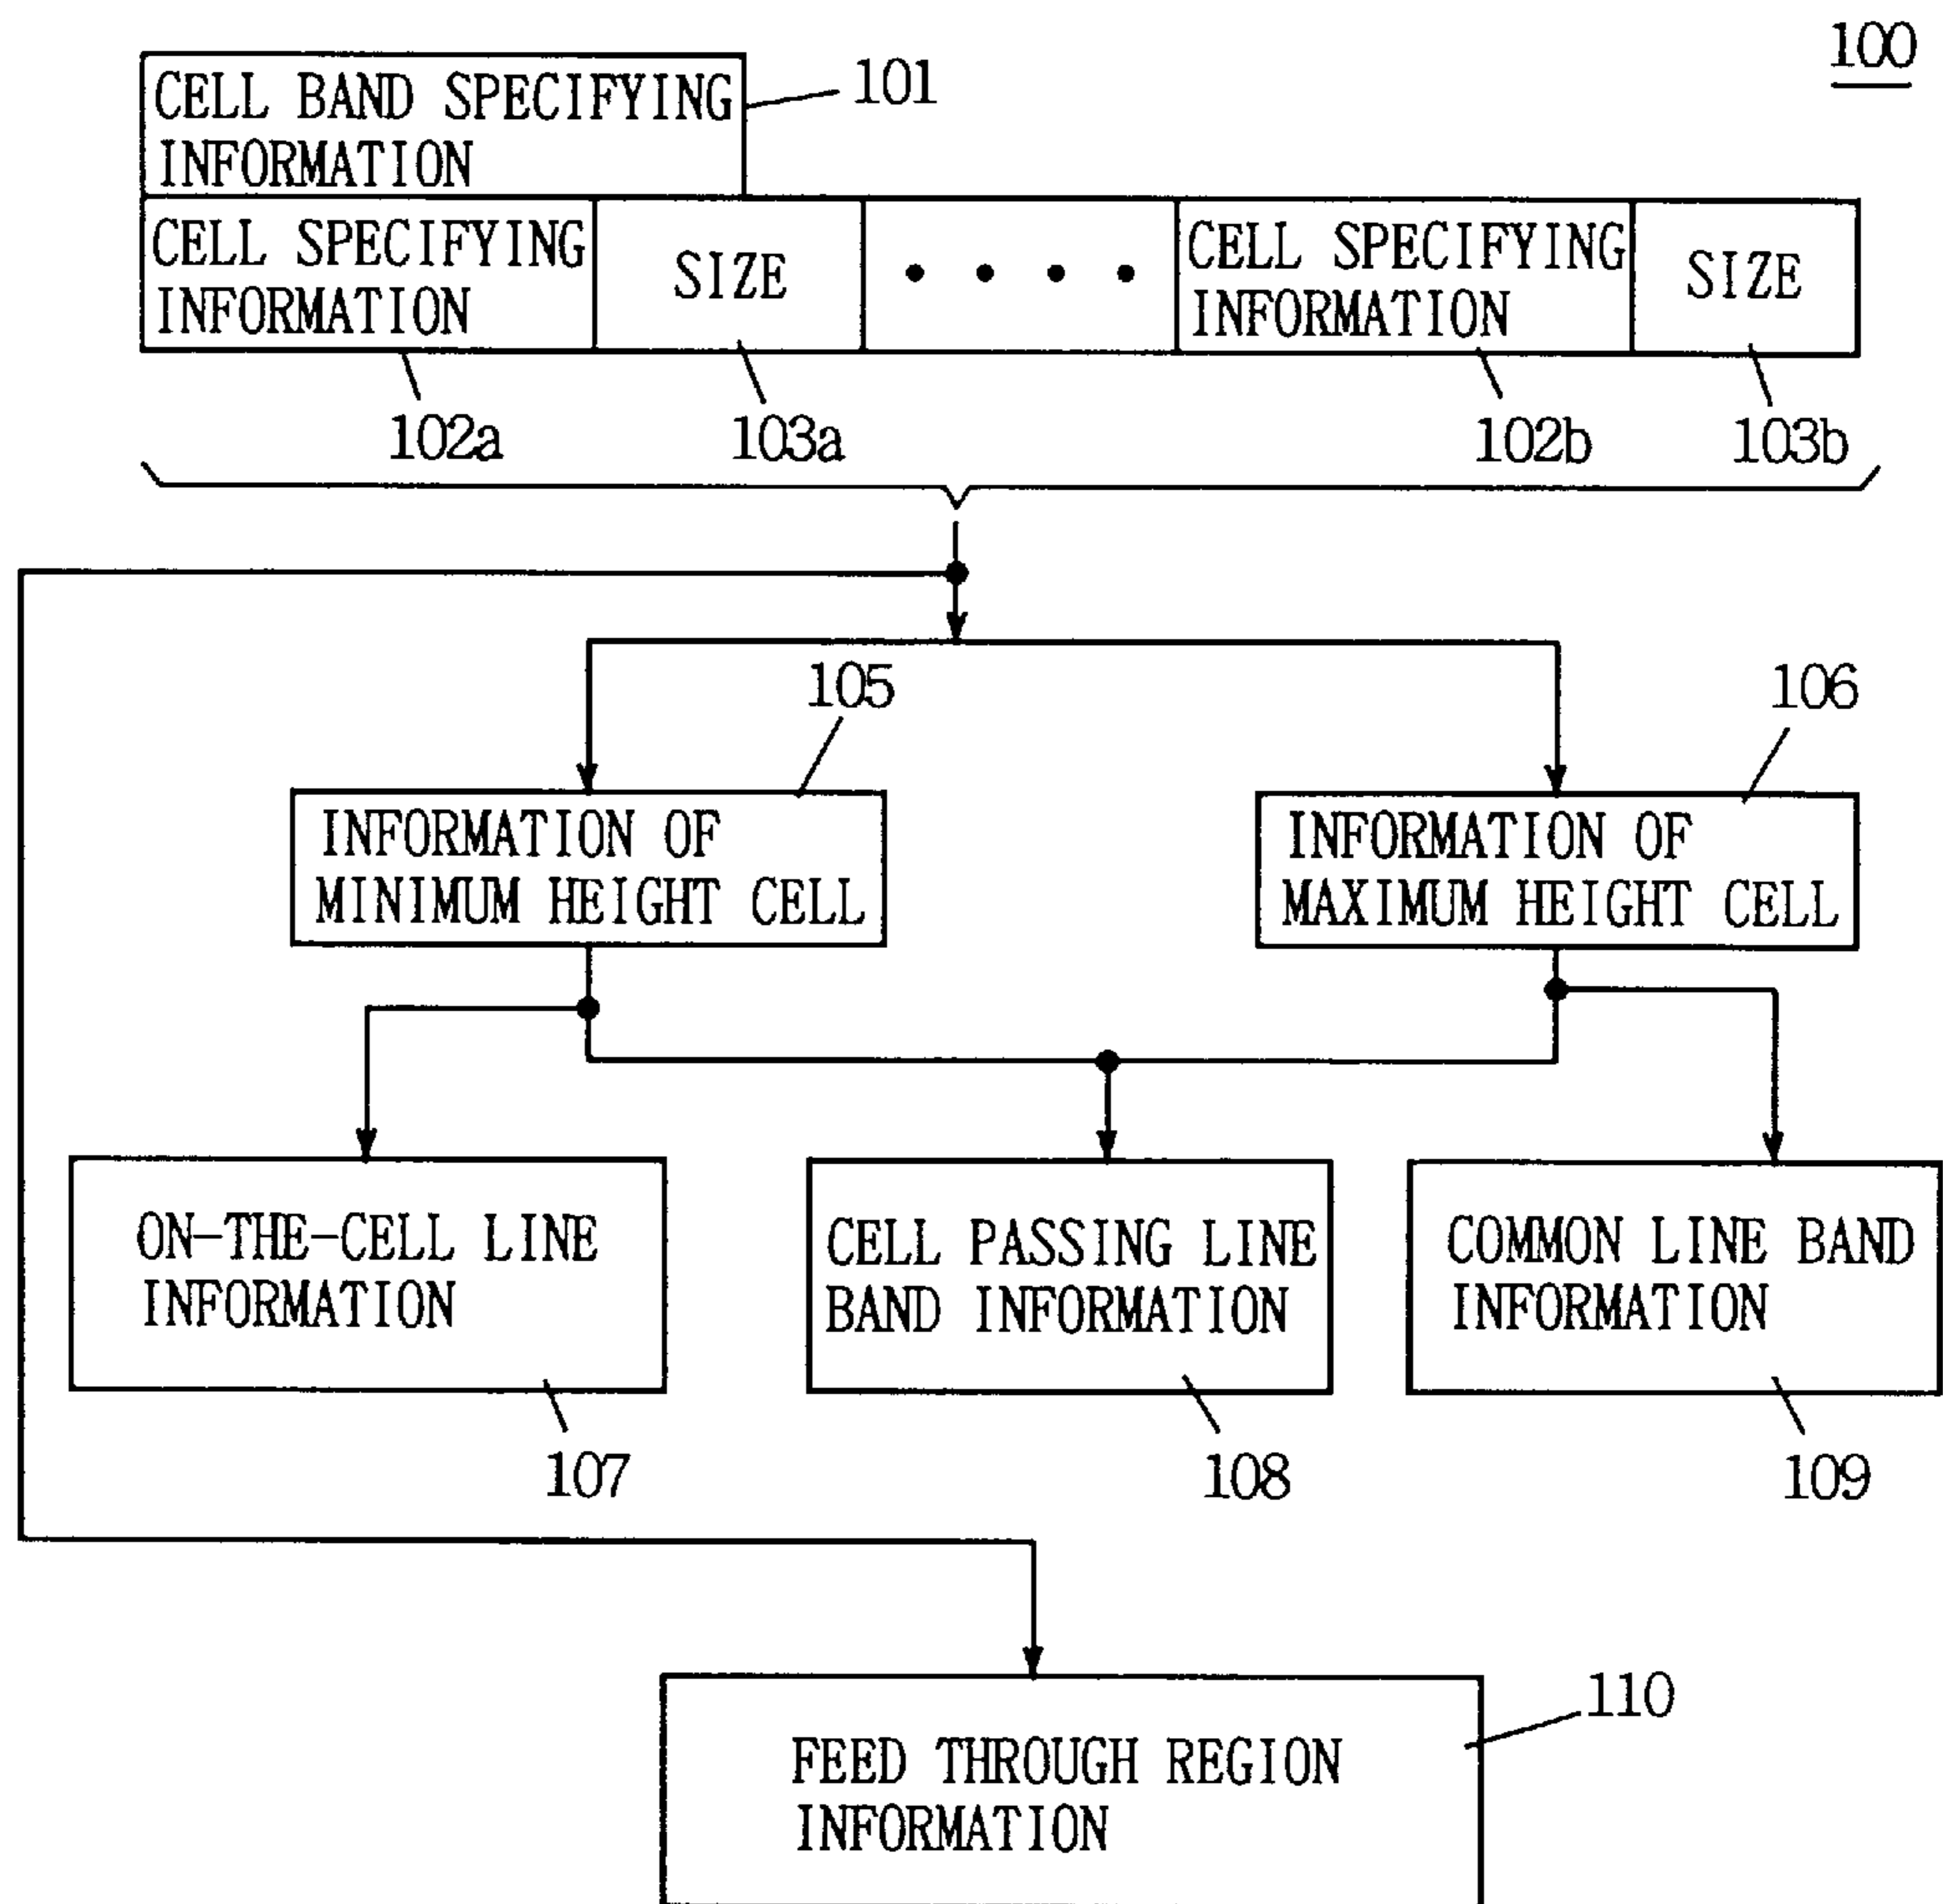 100
CELL BAND SPECIFYING
INFORMATION
101
CELL SPECIFYING
INFORMATION
SIZE
CELL SPECIFYING
INFORMATION
SIZE
102a
103a
102b
103b
105
106
INFORMATION OF
MINIMUM HEIGHT CELL
INFORMATION OF
MAXIMUM HEIGHT CELL
ON-THE-CELL LINE
INFORMATION
CELL PASSING LINE
BAND INFORMATION
COMMON LINE BAND
INFORMATION
107
108
109
110
FEED THROUGH REGION
INFORMATION